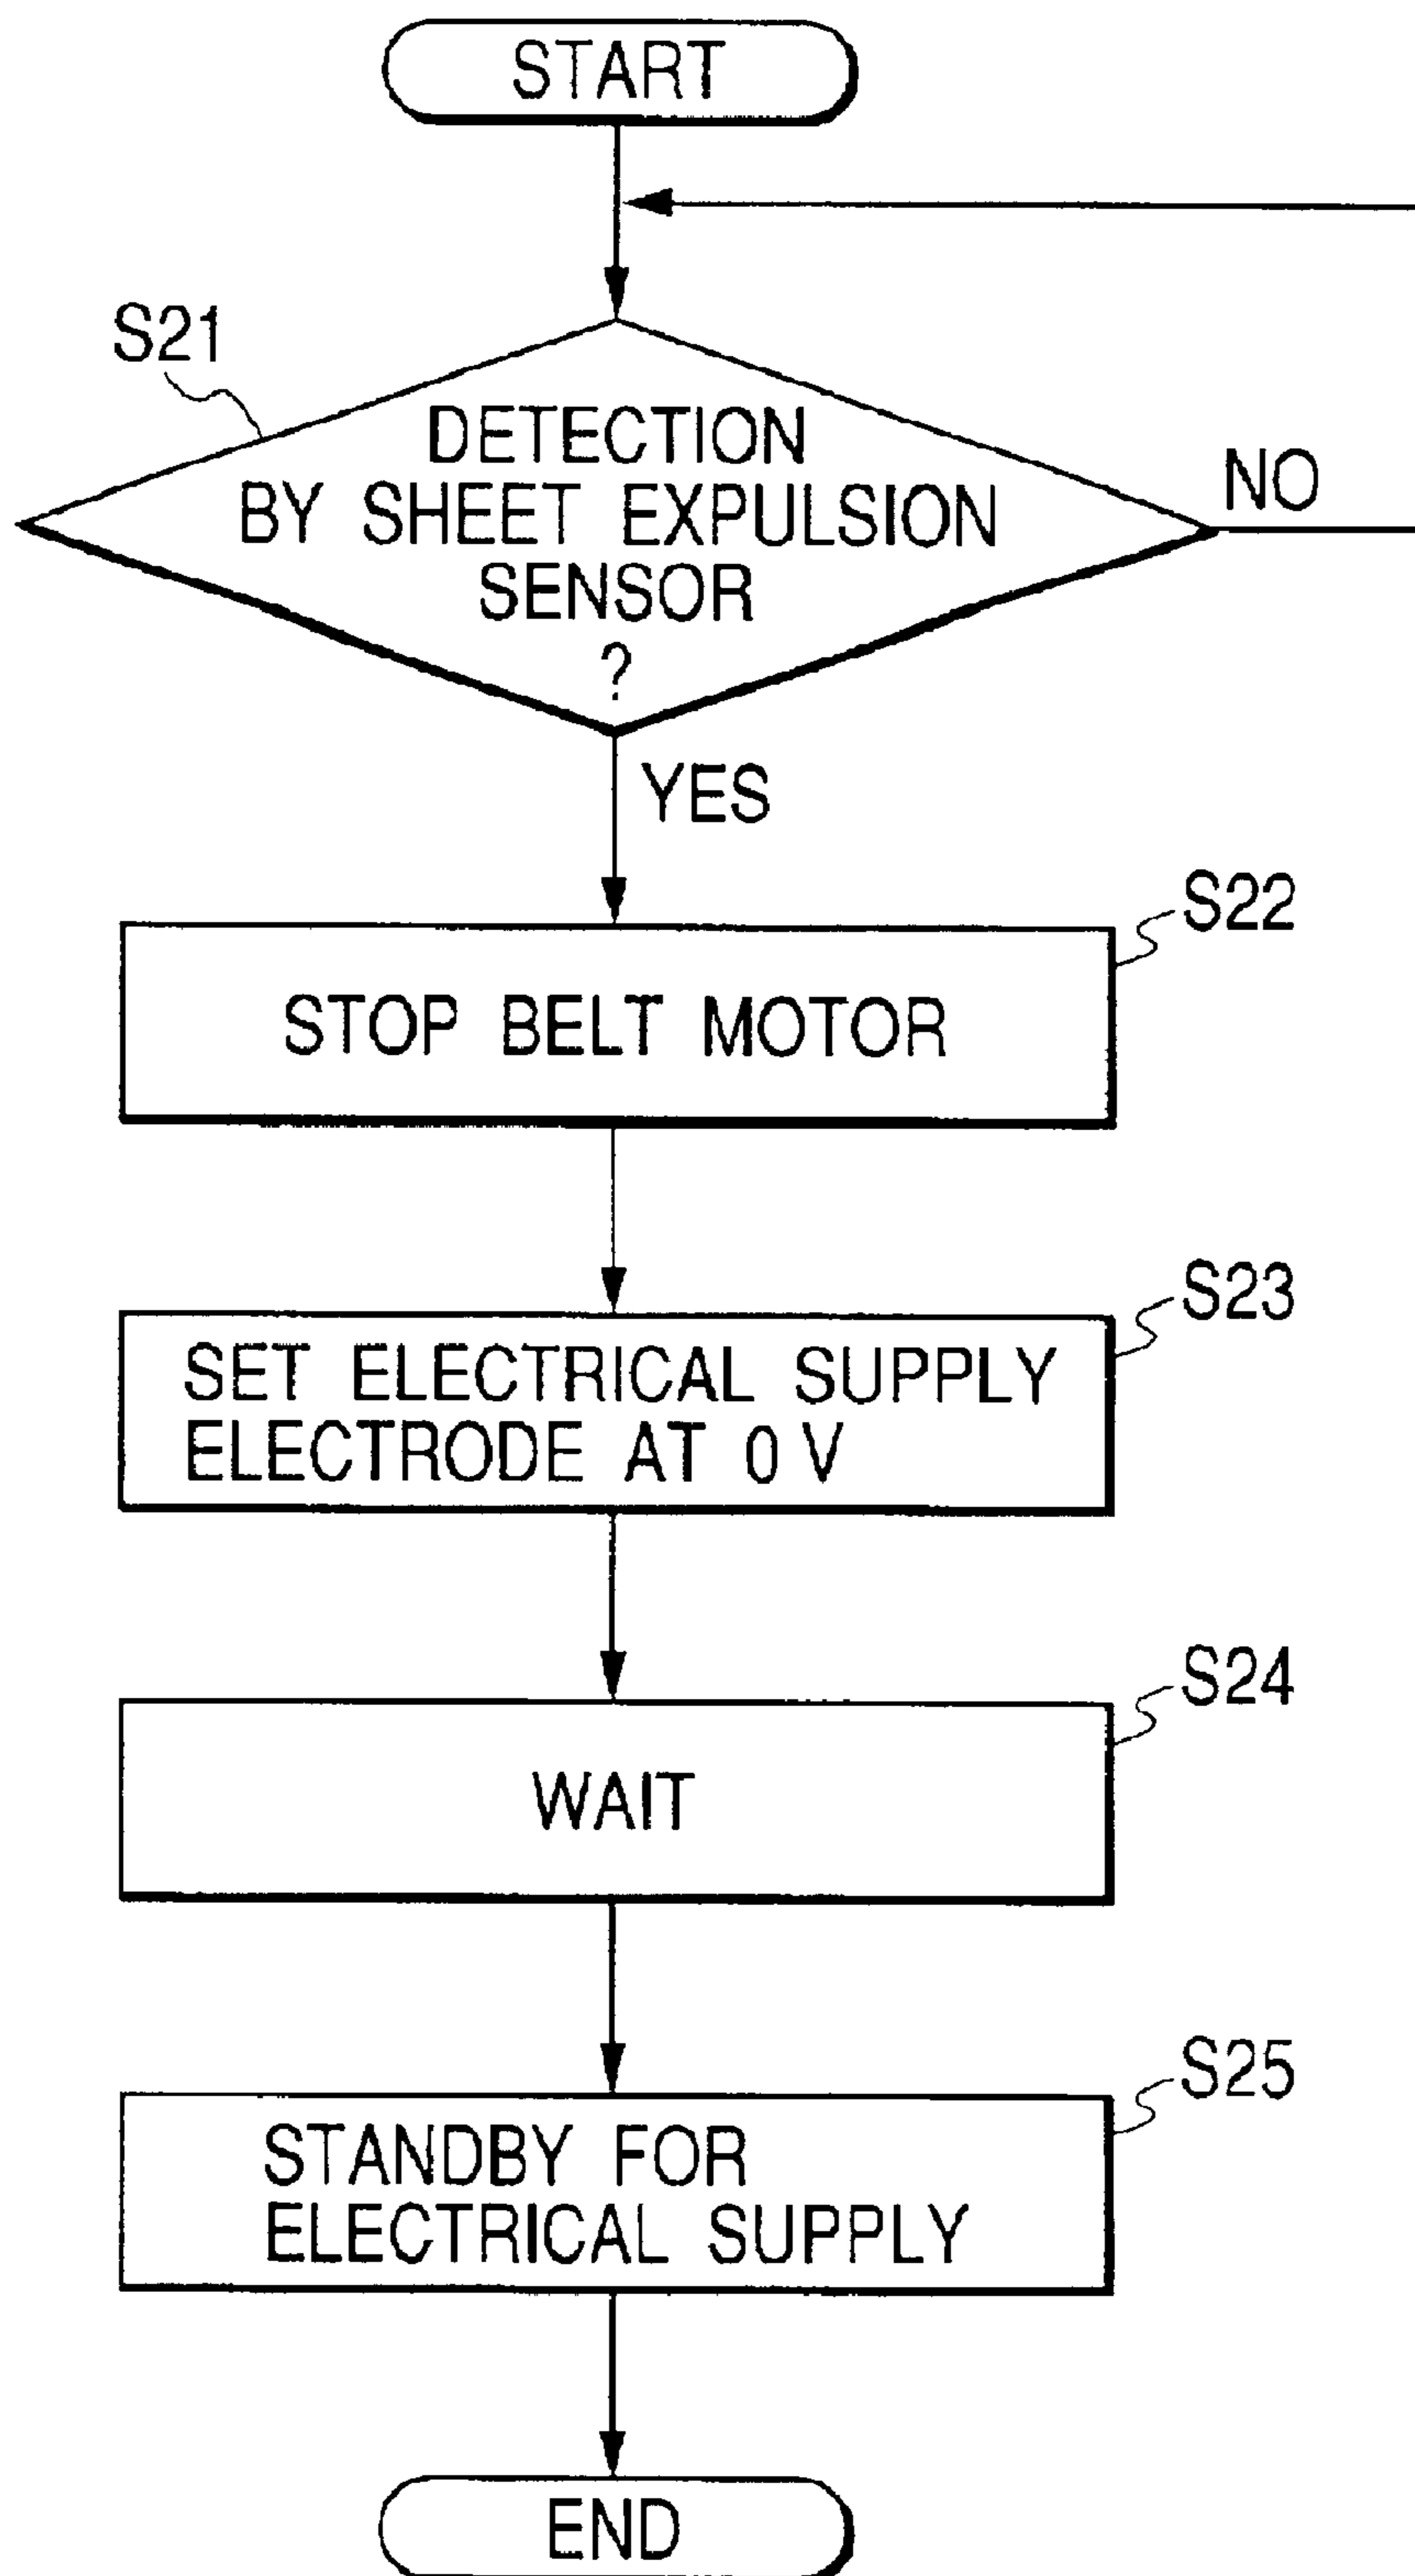 START
S21
DETECTION
BY SHEET EXPULSION
SENSOR
?
NO
YES
S22
STOP BELT MOTOR
S23
SET ELECTRICAL SUPPLY
ELECTRODE AT 0 V
S24
WAIT
S25
STANDBY FOR
ELECTRICAL SUPPLY
END